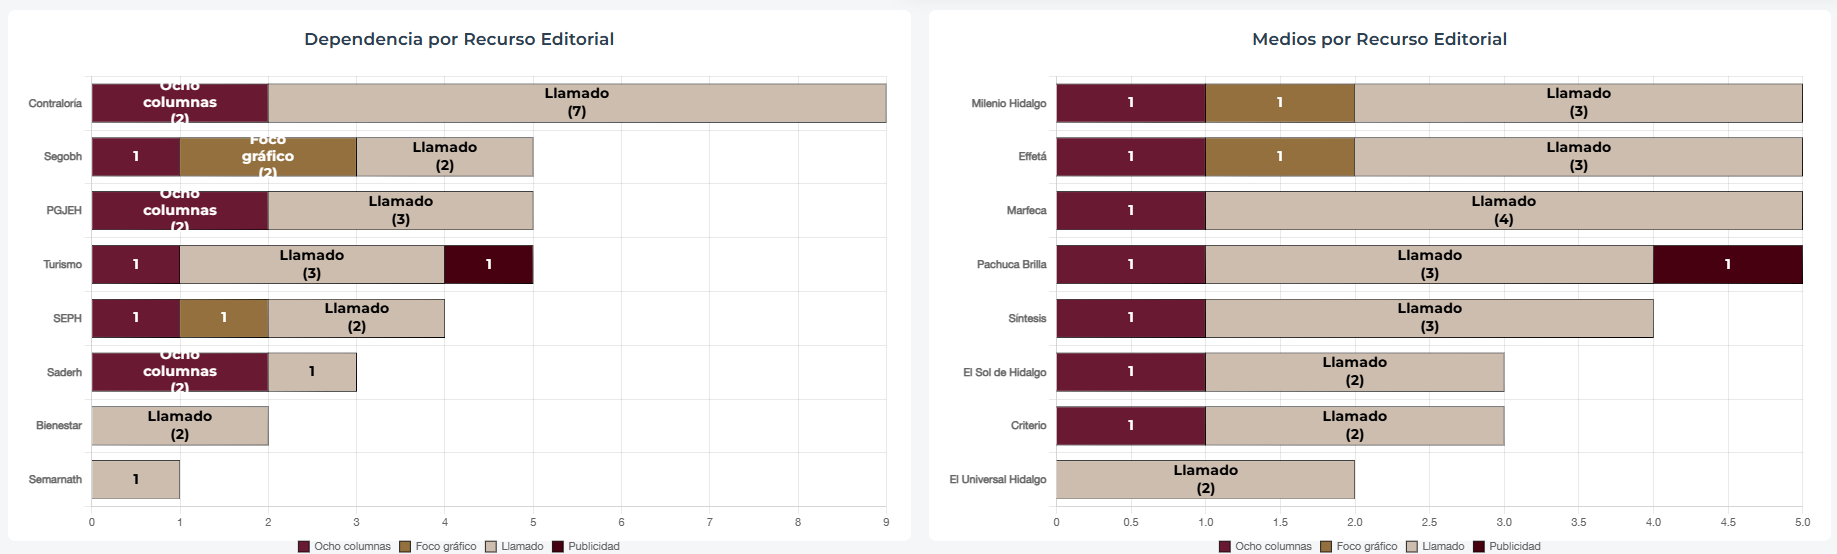 Dependencia por Recurso Editorial
Contraloría
Ocho
columnas
(2)
Llamado
(7)
Segobh
1
Foco
gráfico
(2)
Llamado
(2)
PGJEH
Ocho
columnas
(2)
Llamado
(3)
Turismo
1
Llamado
(3)
1
SEPH
1
1
Llamado
(2)
Saderh
Ocho
columnas
(2)
1
Bienestar
Llamado
(2)
Semarnath
1
0 1 2 3 4 5 6 7 8 9
Ocho columnas Foco gráfico Llamado Publicidad
Medios por Recurso Editorial
Milenio Hidalgo
1
1
Llamado
(3)
Effetá
1
1
Llamado
(3)
Marfeca
1
Llamado
(4)
Pachuca Brilla
1
Llamado
(3)
1
Síntesis
1
Llamado
(3)
El Sol de Hidalgo
1
Llamado
(2)
Criterio
1
Llamado
(2)
El Universal Hidalgo
Llamado
(2)
0 0.5 1.0 1.5 2.0 2.5 3.0 3.5 4.0 4.5 5.0
Ocho columnas Foco gráfico Llamado Publicidad